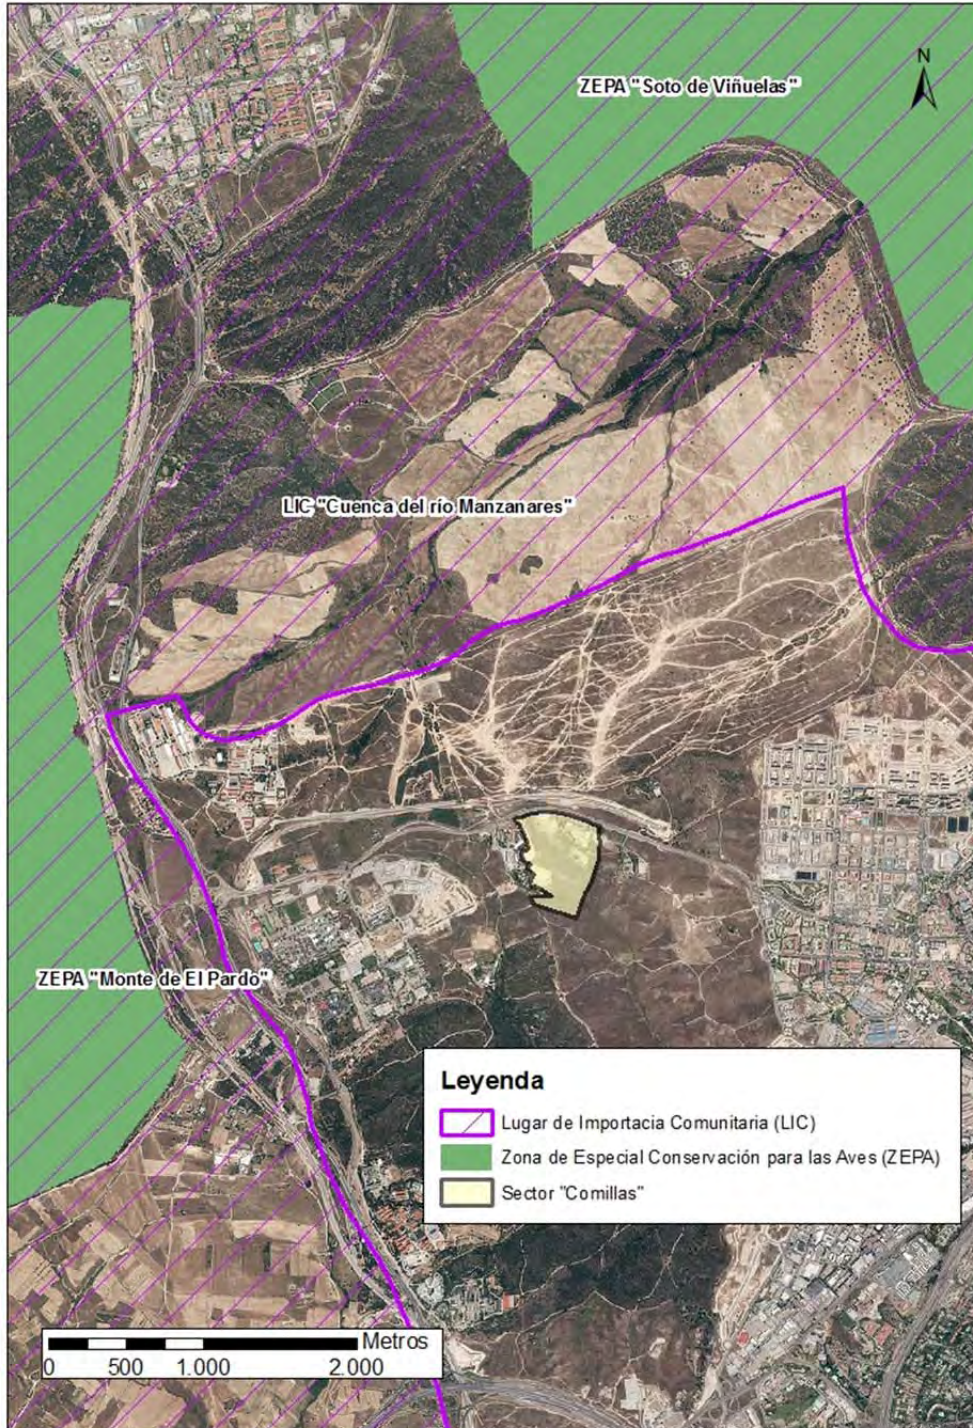 N
ZEPA "Soto de Viñuelas"
LIC "Cuenca del río Manzanares"
ZEPA "Monte de El Pardo"
Leyenda
Lugar de Importacia Comunitaria (LIC)
Zona de Especial Conservación para las Aves (ZEPA)
Sector "Comillas"
Metros
0 500 1.000 2.000